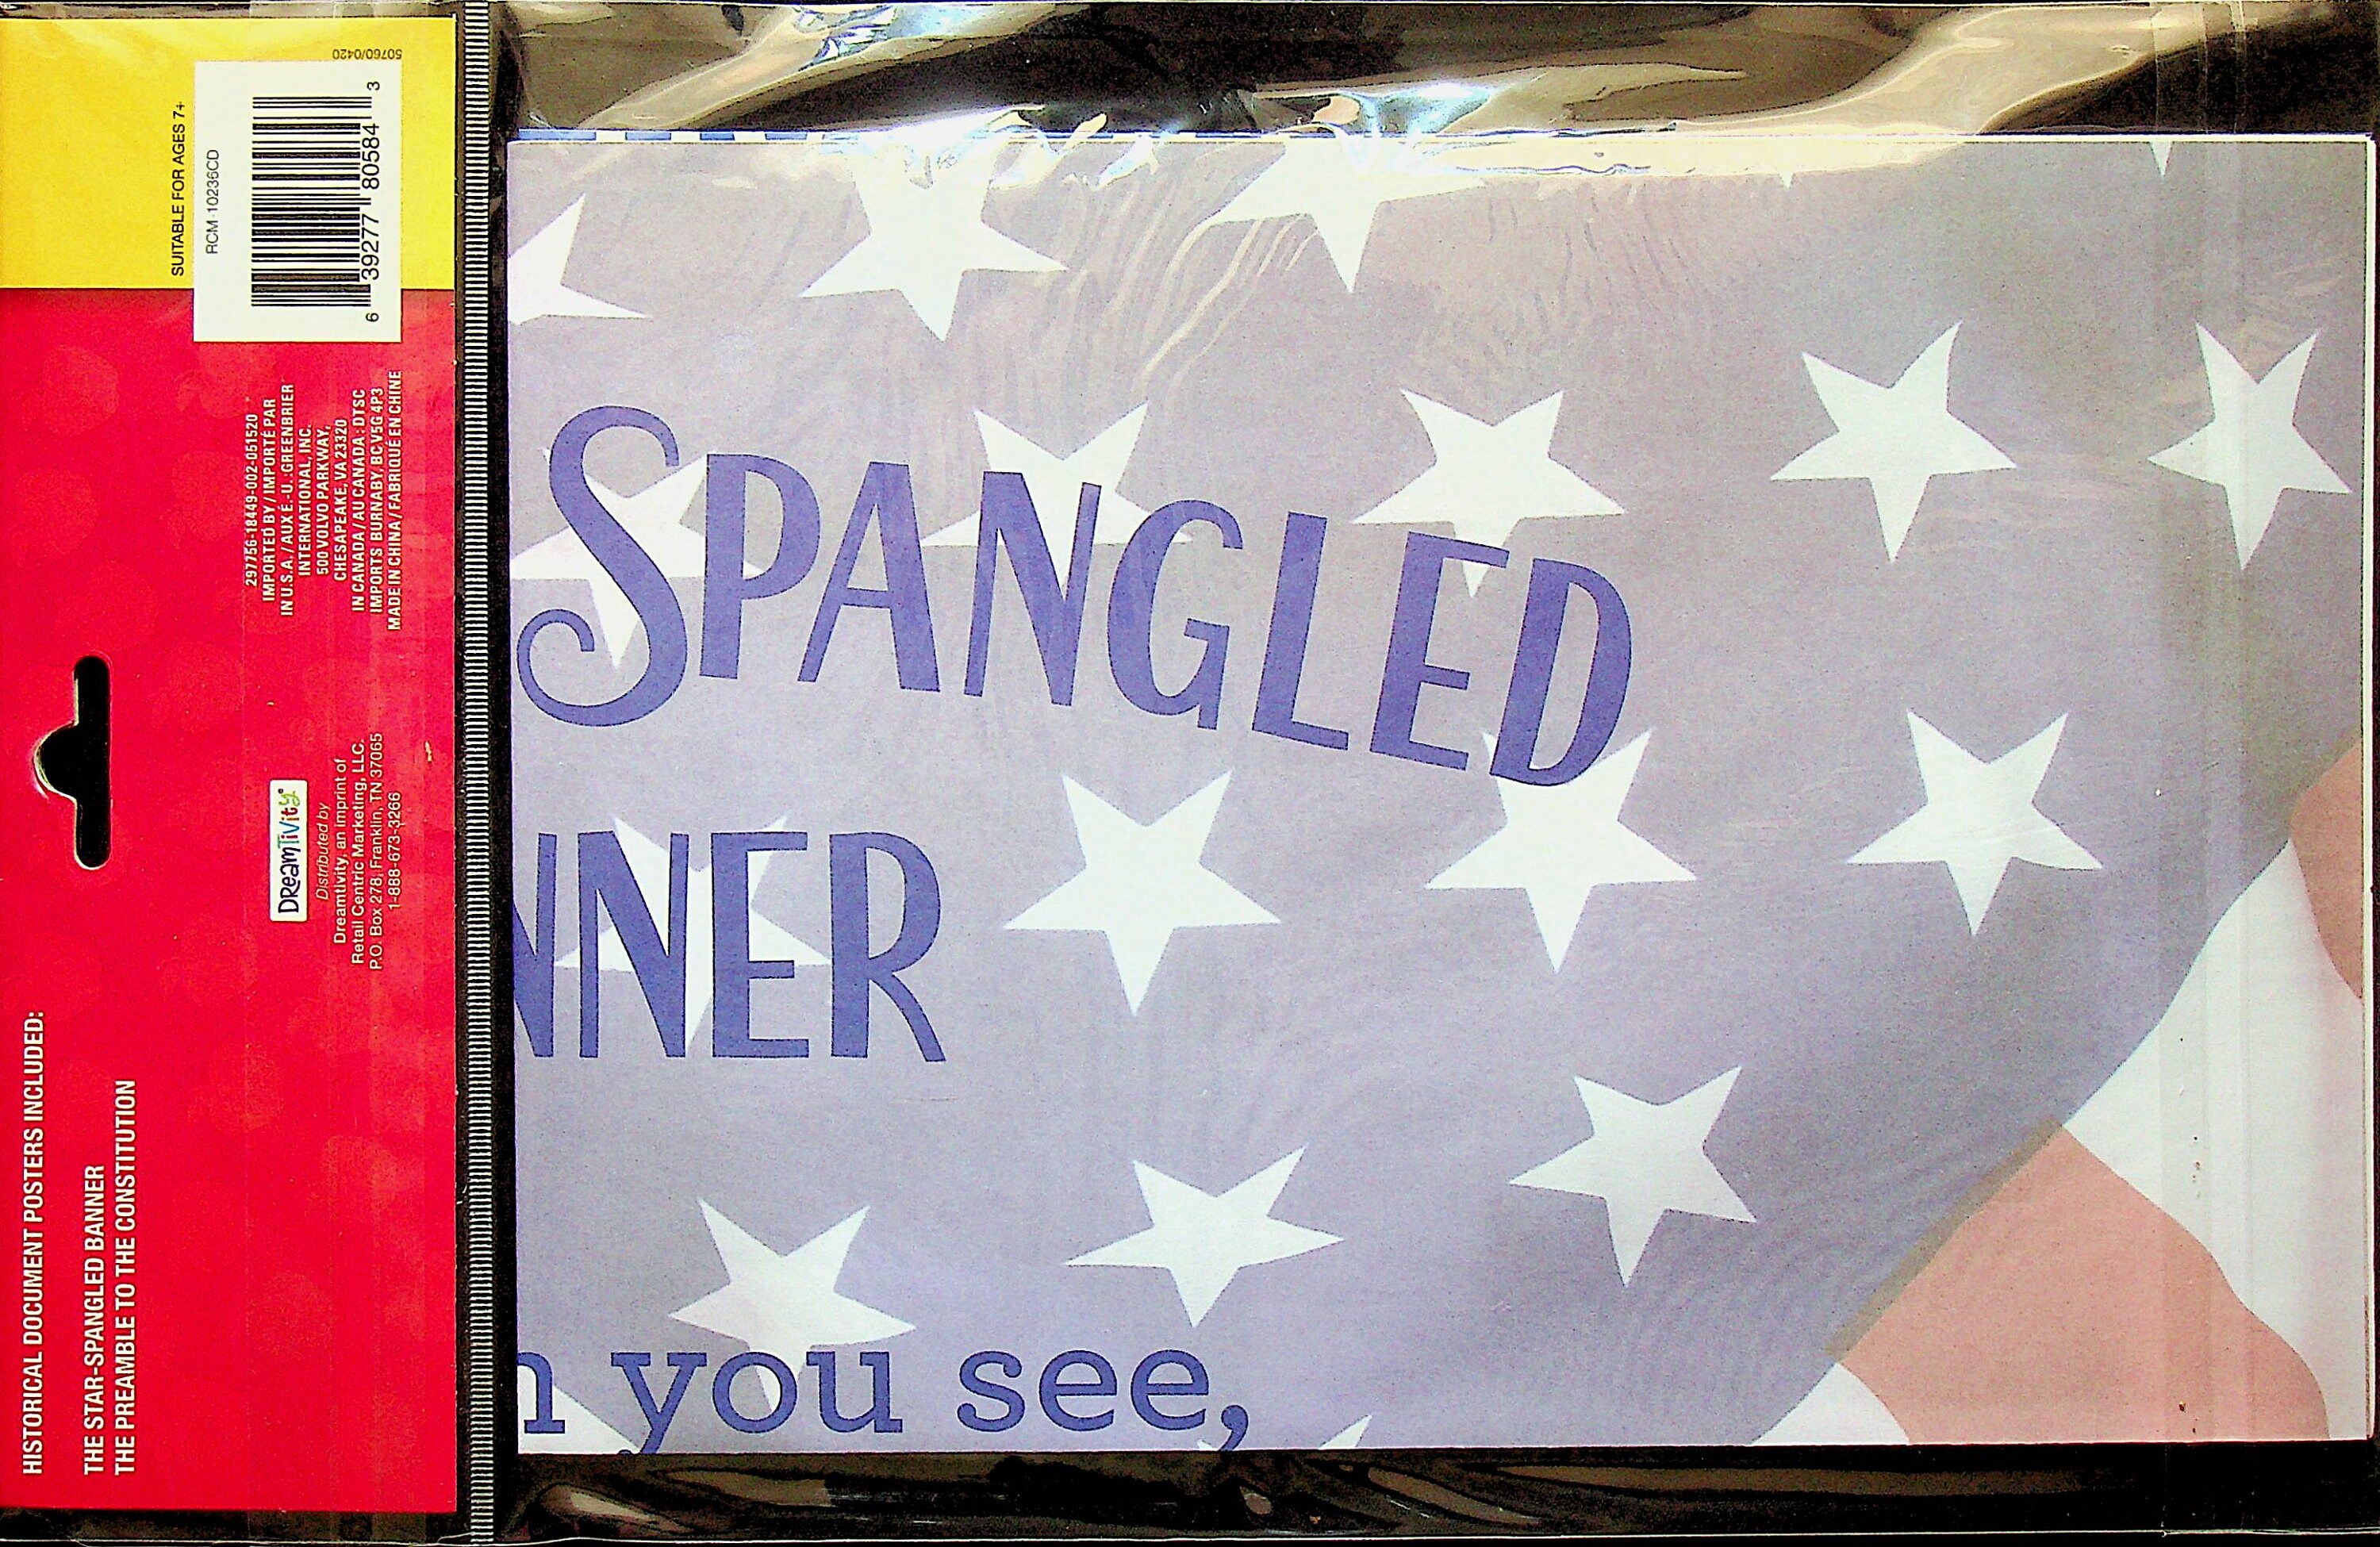 HISTORICAL DOCUMENT POSTERS INCLUDED:
THE STAR-SPANGLED BANNER
THE PREAMBLE TO THE CONSTITUTION
DReamTiViTy®
Distributed by
Dreamtivity, an imprint of
Retail Centric Marketing, LLC.
P.O. Box 278, Franklin, TN 37065
1-888-673-3266
297756-18449-002-051520
IMPORTED BY / IMPORTÉ PAR
IN U.S.A. / AUX É.-U. :GREENBRIER
INTERNATIONAL, INC.
500 VOLVO PARKWAY,
CHESAPEAKE, VA 23320
IN CANADA / AU CANADA : DTSC
IMPORTS BURNABY, BC V5G 4P3
MADE IN CHINA / FABRIQUÉ EN CHINE
SUITABLE FOR AGES 7+
RCM-10236CD
6 39277 80584 3
50760/0420
SPANGLED
NNER
n you see,